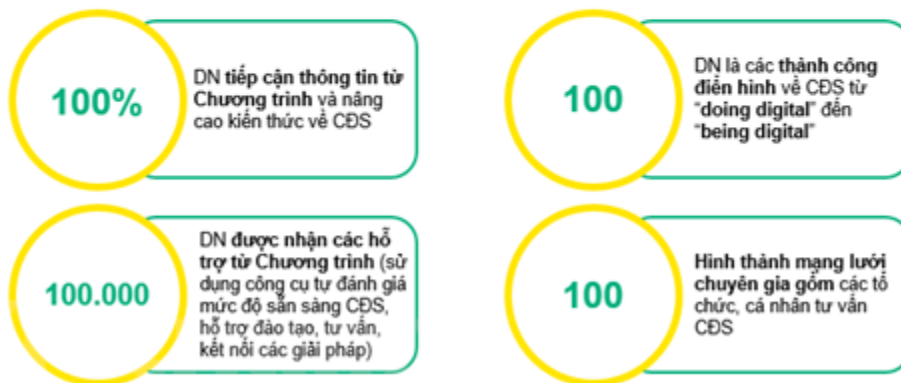 100%
DN tiếp cận thông tin từ
Chương trình và nâng
cao kiến thức về CĐS
100
DN là các thành công
điển hình về CĐS từ
“doing digital” đến
“being digital”
100.000
DN được nhận các hỗ
trợ từ Chương trình (sử
dụng công cụ tự đánh giá
mức độ sẵn sàng CĐS,
hỗ trợ đào tạo, tư vấn,
kết nối các giải pháp)
100
Hình thành mạng lưới
chuyên gia gồm các tổ
chức, cá nhân tư vấn
CĐS